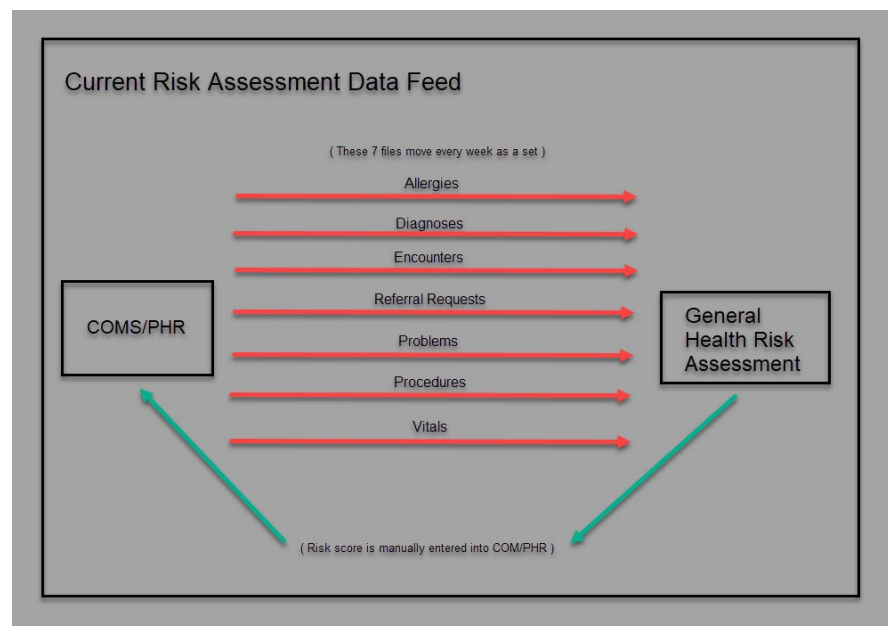 Current Risk Assessment Data Feed
( These 7 files move every week as a set )
Allergies
Diagnoses
Encounters
Referral Requests
Problems
Procedures
Vitals
COMS/PHR
General
Health Risk
Assessment
( Risk score is manually entered into COM/PHR )